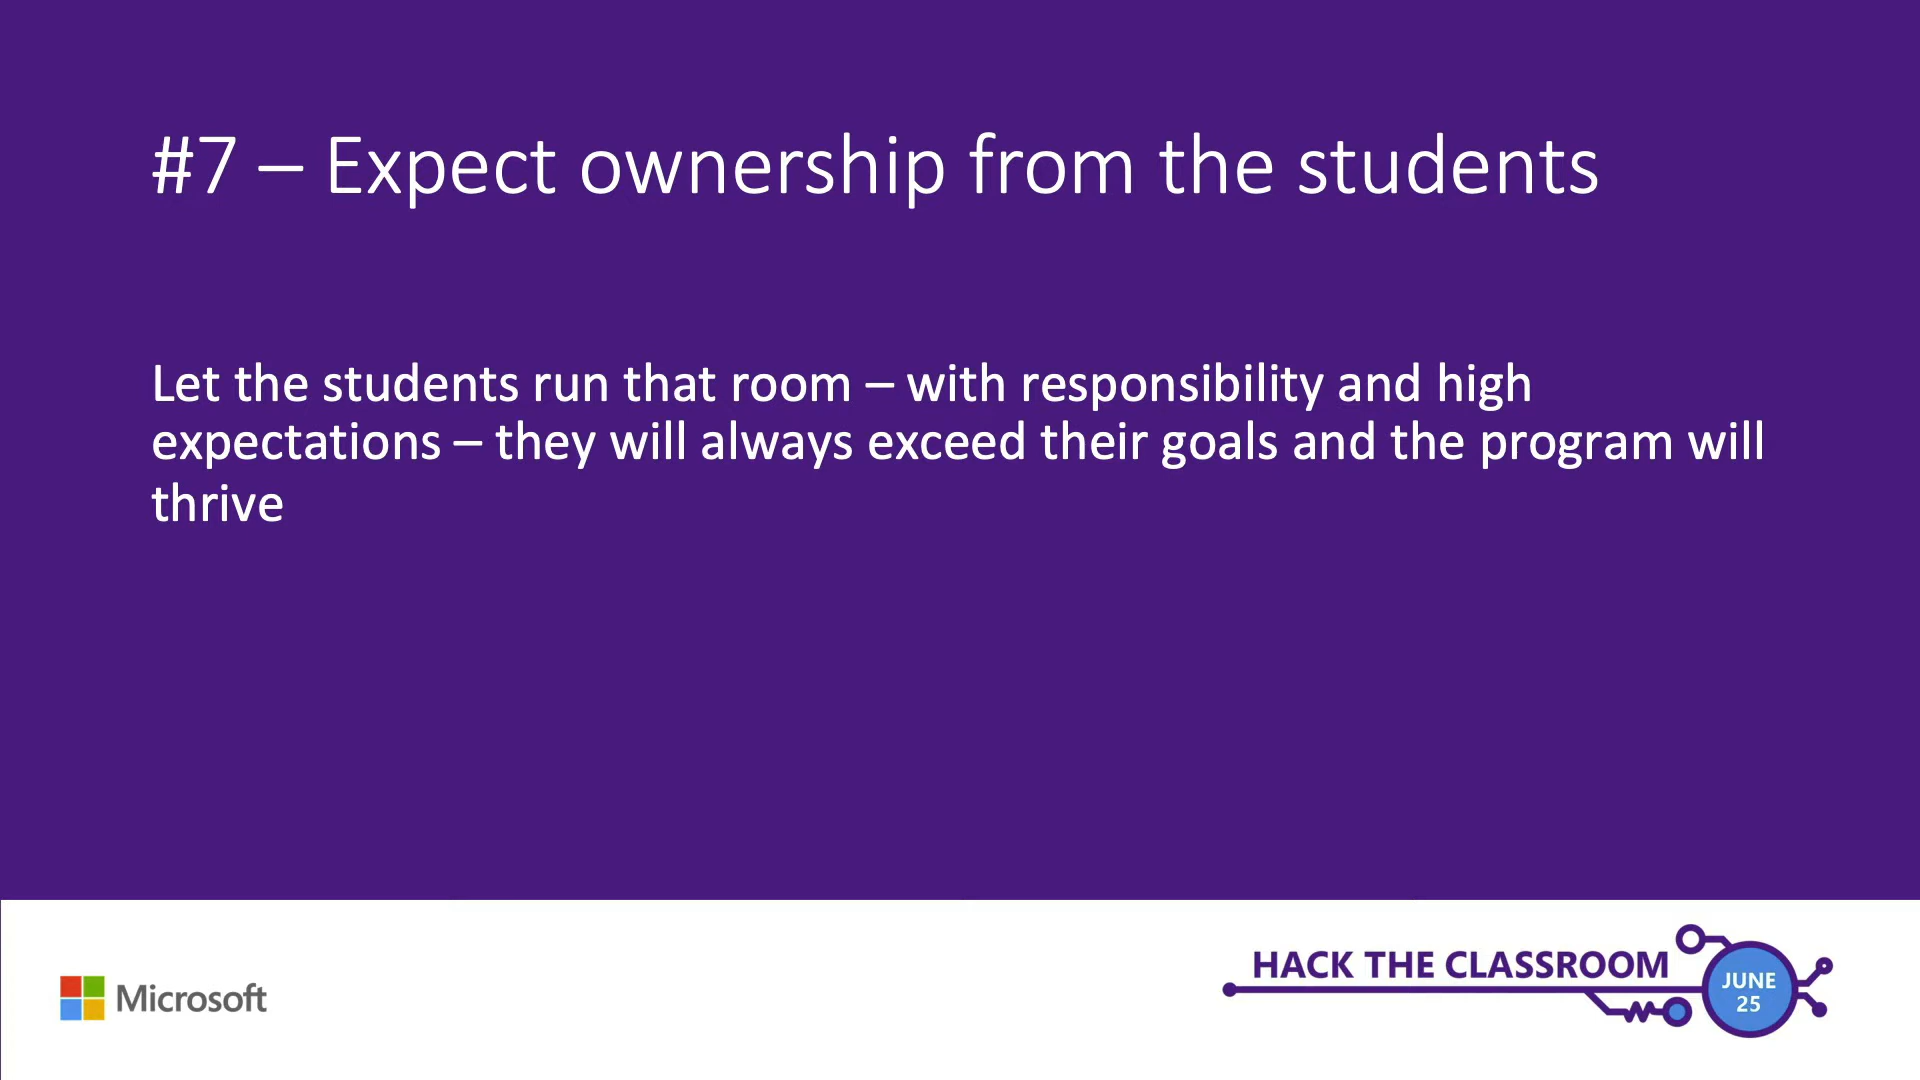 #7 – Expect ownership from the students
Let the students run that room – with responsibility and high
expectations – they will always exceed their goals and the program will
thrive
Microsoft
HACK THE CLASSROOM
JUNE
25